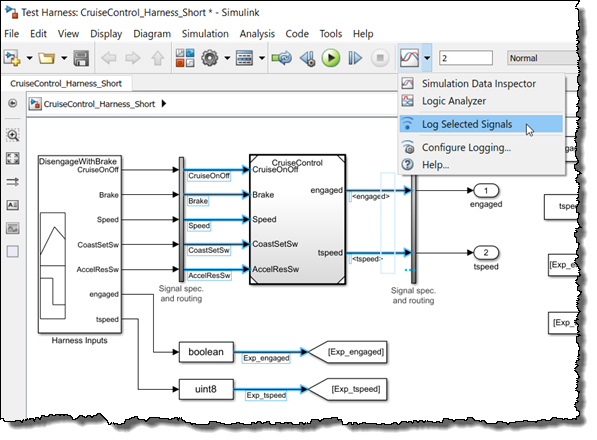 Test Harness: CruiseControl_Harness_Short * - Simulink
File Edit View Display Diagram Simulation Analysis Code Tools Help
2 Normal
CruiseControl_Harness_Short
CruiseControl_Harness_Short
Simulation Data Inspector
Logic Analyzer
Log Selected Signals
Configure Logging...
Help...
DisengageWithBrake
CruiseOnOff
Brake
Speed
CoastSetSw
AccelResSw
engaged
tspeed
Harness Inputs
CruiseOnOff
Brake
Speed
CoastSetSw
AccelResSw
Signal spec.
and routing
CruiseControl
CruiseOnOff
Brake
Speed
CoastSetSw
AccelResSw
engaged
tspeed
<engaged>
<tspeed>
Signal spec.
and routing
1
engaged
2
tspeed
boolean
Exp_engaged
[Exp_engaged]
uint8
Exp_tspeed
[Exp_tspeed]
tspeed